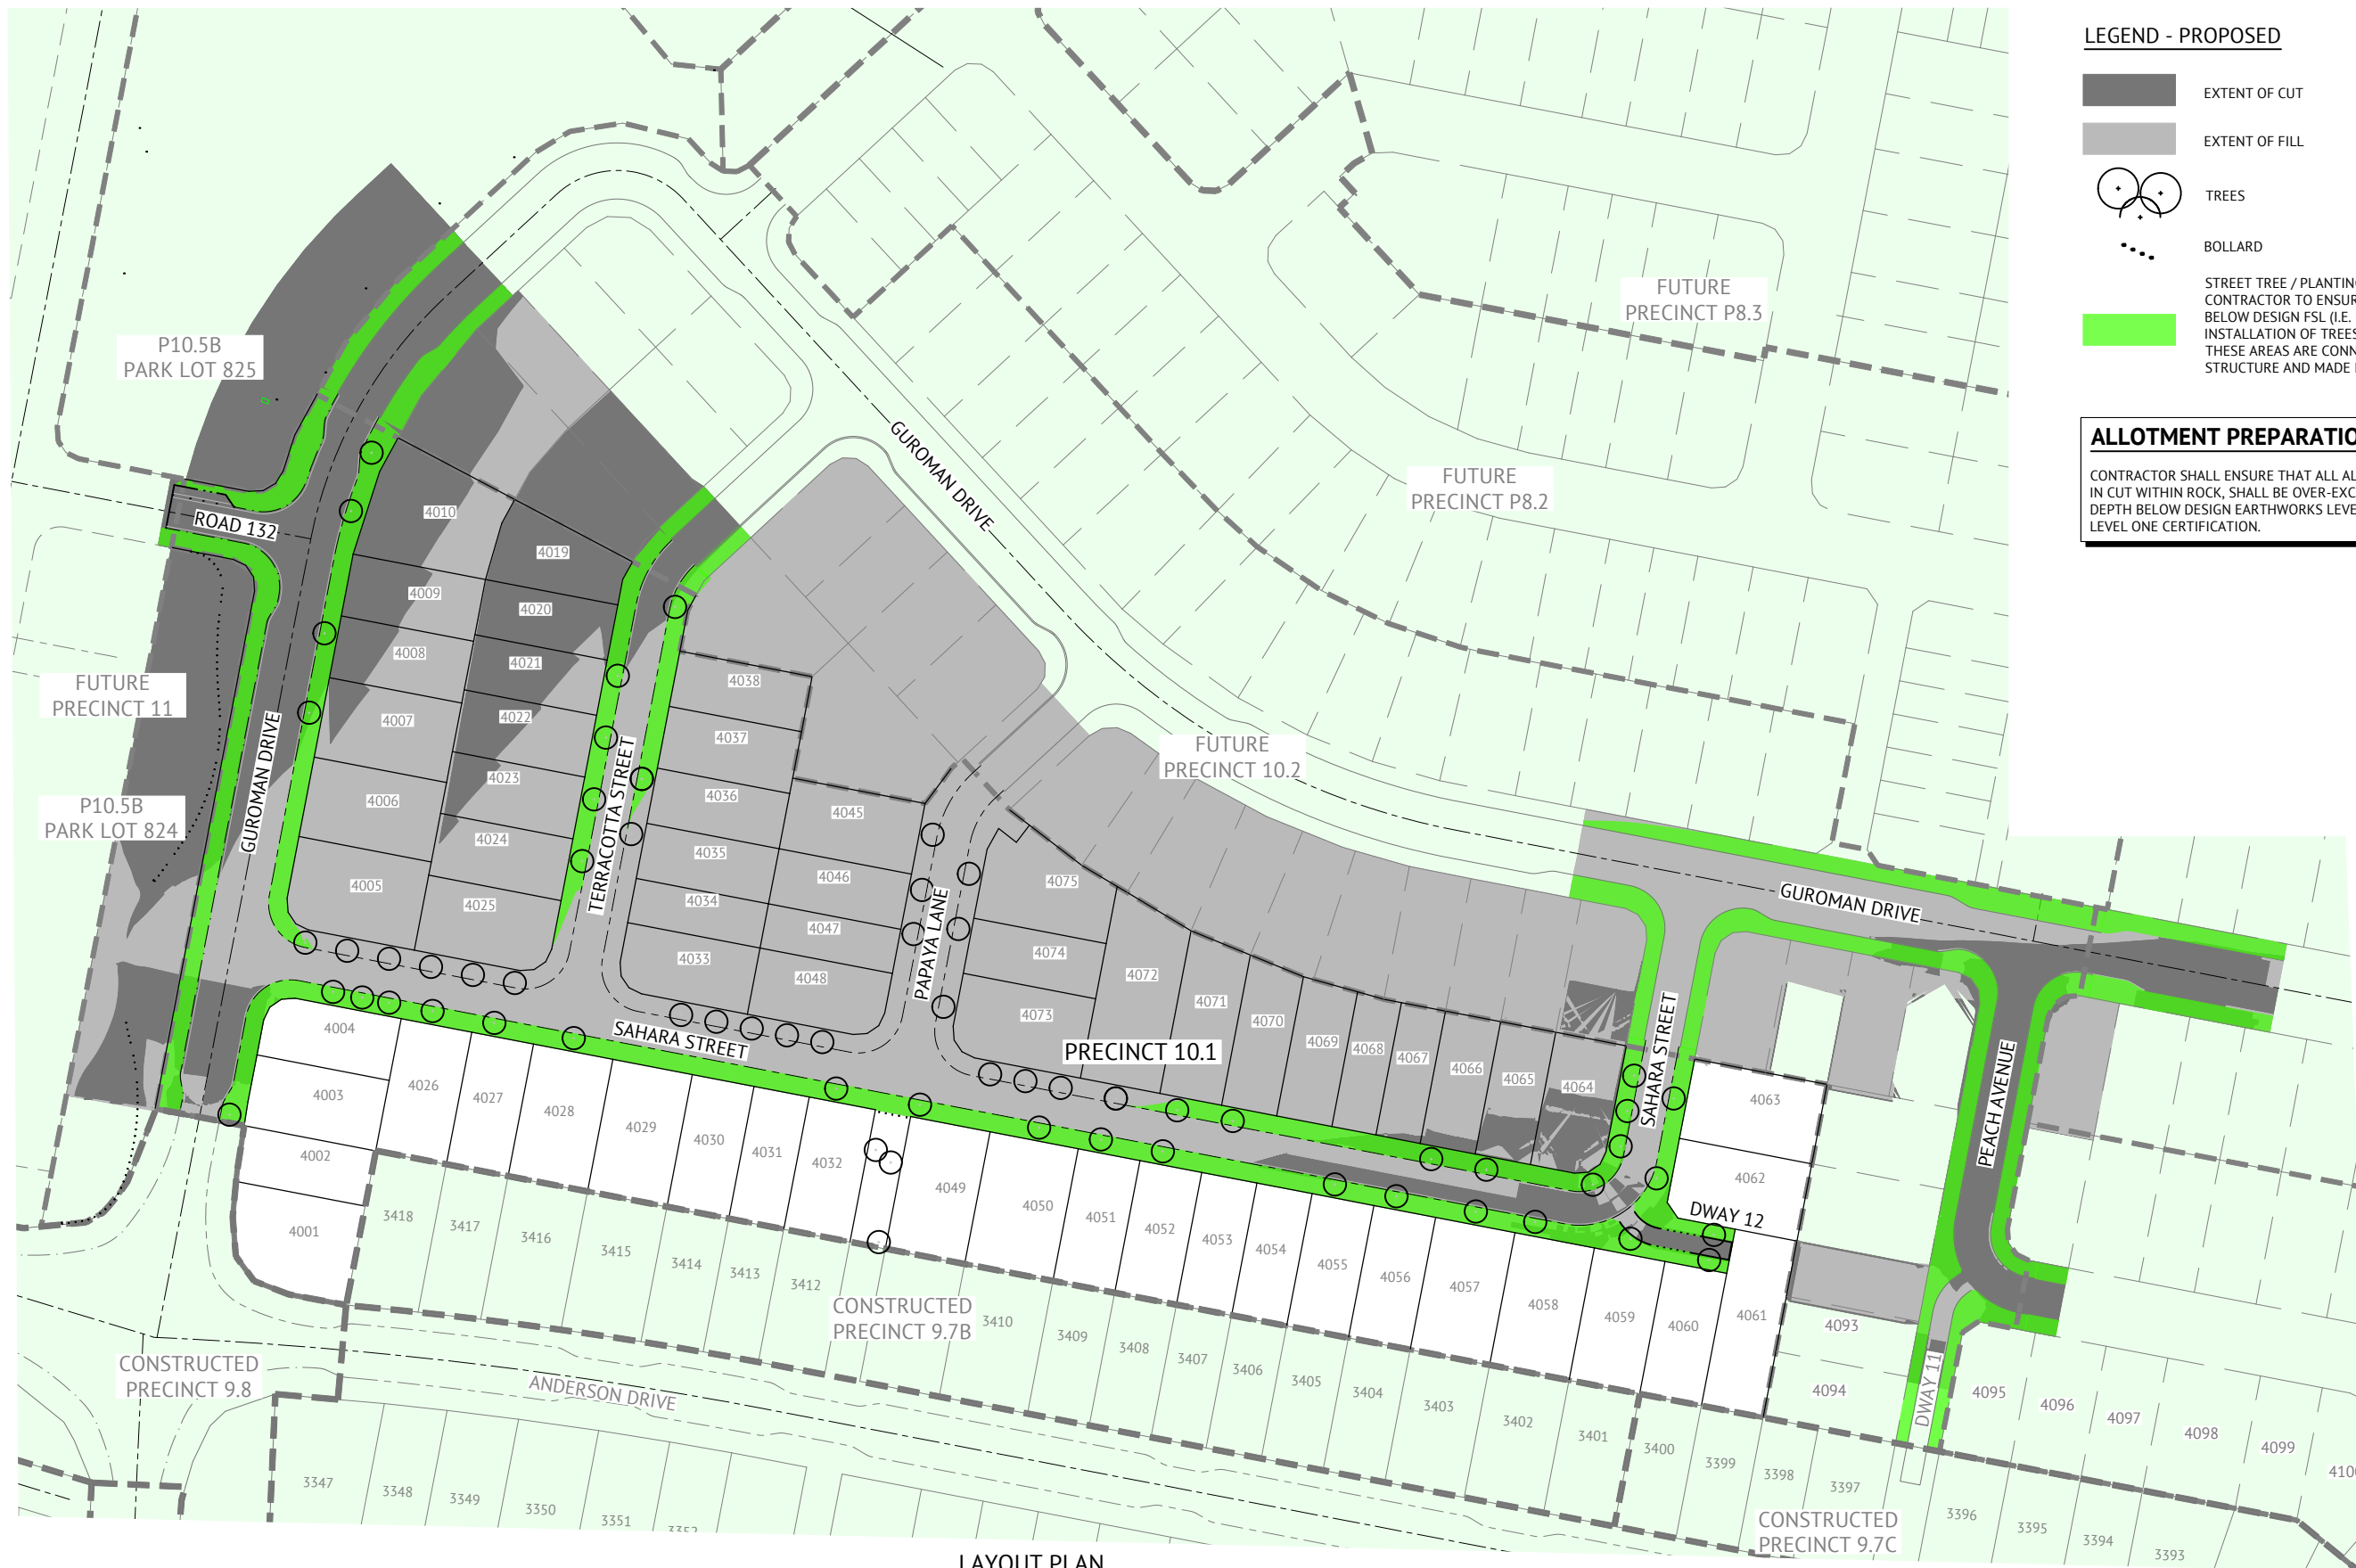 LEGEND - PROPOSED
EXTENT OF CUT
EXTENT OF FILL
TREES
BOLLARD
STREET TREE / PLANTING
CONTRACTOR TO ENSUR
BELOW DESIGN FSL (I.E.
INSTALLATION OF TREES
THESE AREAS ARE CONN
STRUCTURE AND MADE
ALLOTMENT PREPARATIO
CONTRACTOR SHALL ENSURE THAT ALL AL
IN CUT WITHIN ROCK, SHALL BE OVER-EXC
DEPTH BELOW DESIGN EARTHWORKS LEVE
LEVEL ONE CERTIFICATION.
FUTURE
PRECINCT P8.3
P10.5B
PARK LOT 825
GUROMAN DRIVE
FUTURE
PRECINCT P8.2
ROAD 132
4010
4019
4009
4020
4008
4021
4038
FUTURE
PRECINCT 11
4007
4022
4037
FUTURE
PRECINCT 10.2
GUROMAN DRIVE
4006
4023
TERRACOTTA STREET
4036
4045
P10.5B
PARK LOT 824
4024
4035
4046
4075
4005
4025
4034
4047
PAPAYA LANE
GUROMAN DRIVE
4033
4048
4074
4072
4071
4073
4070
4069
4068
4067
4066
4065
4064
4004
SAHARA STREET
PRECINCT 10.1
SAHARA STREET
4063
PEACH AVENUE
4003
4026
4027
4028
4029
4030
4031
4032
4002
4062
4049
4050
4051
4052
4053
4054
4055
4056
4057
4058
4059
4060
4061
DWAY 12
4001
3418
3417
3416
3415
3414
3413
3412
CONSTRUCTED
PRECINCT 9.7B
3410
3409
3408
3407
3406
3405
3404
3403
3402
3401
3400
3399
3398
3397
4093
4094
DWAY 11
4095
4096
4097
4098
4099
410
CONSTRUCTED
PRECINCT 9.8
ANDERSON DRIVE
3347
3348
3349
3350
3351
3352
CONSTRUCTED
PRECINCT 9.7C
3396
3395
3394
3393
LAYOUT PLAN